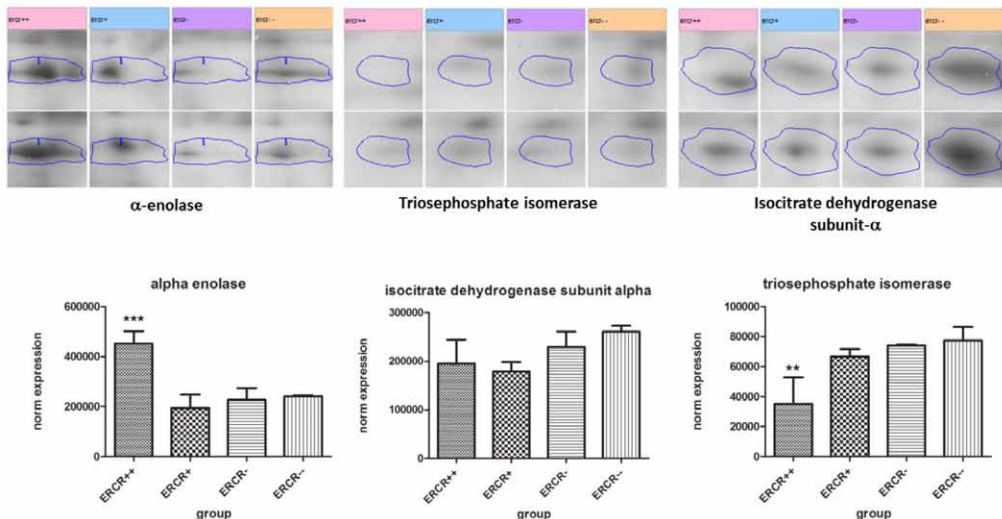 ercr++ ercr+ ercr- ercr-- ercr++ ercr+ ercr- ercr-- ercr++ ercr+ ercr- ercr--
α-enolase
Triosephosphate isomerase
Isocitrate dehydrogenase
subunit-α
alpha enolase
600000
400000
200000
0
norm expression
***
ERCR++ ERCR+ ERCR- ERCR--
group
isocitrate dehydrogenase subunit alpha
300000
200000
100000
0
norm expression
ERCR++ ERCR+ ERCR- ERCR--
group
triosephosphate isomerase
100000
80000
60000
40000
20000
0
norm expression
**
ERCR++ ERCR+ ERCR- ERCR--
group